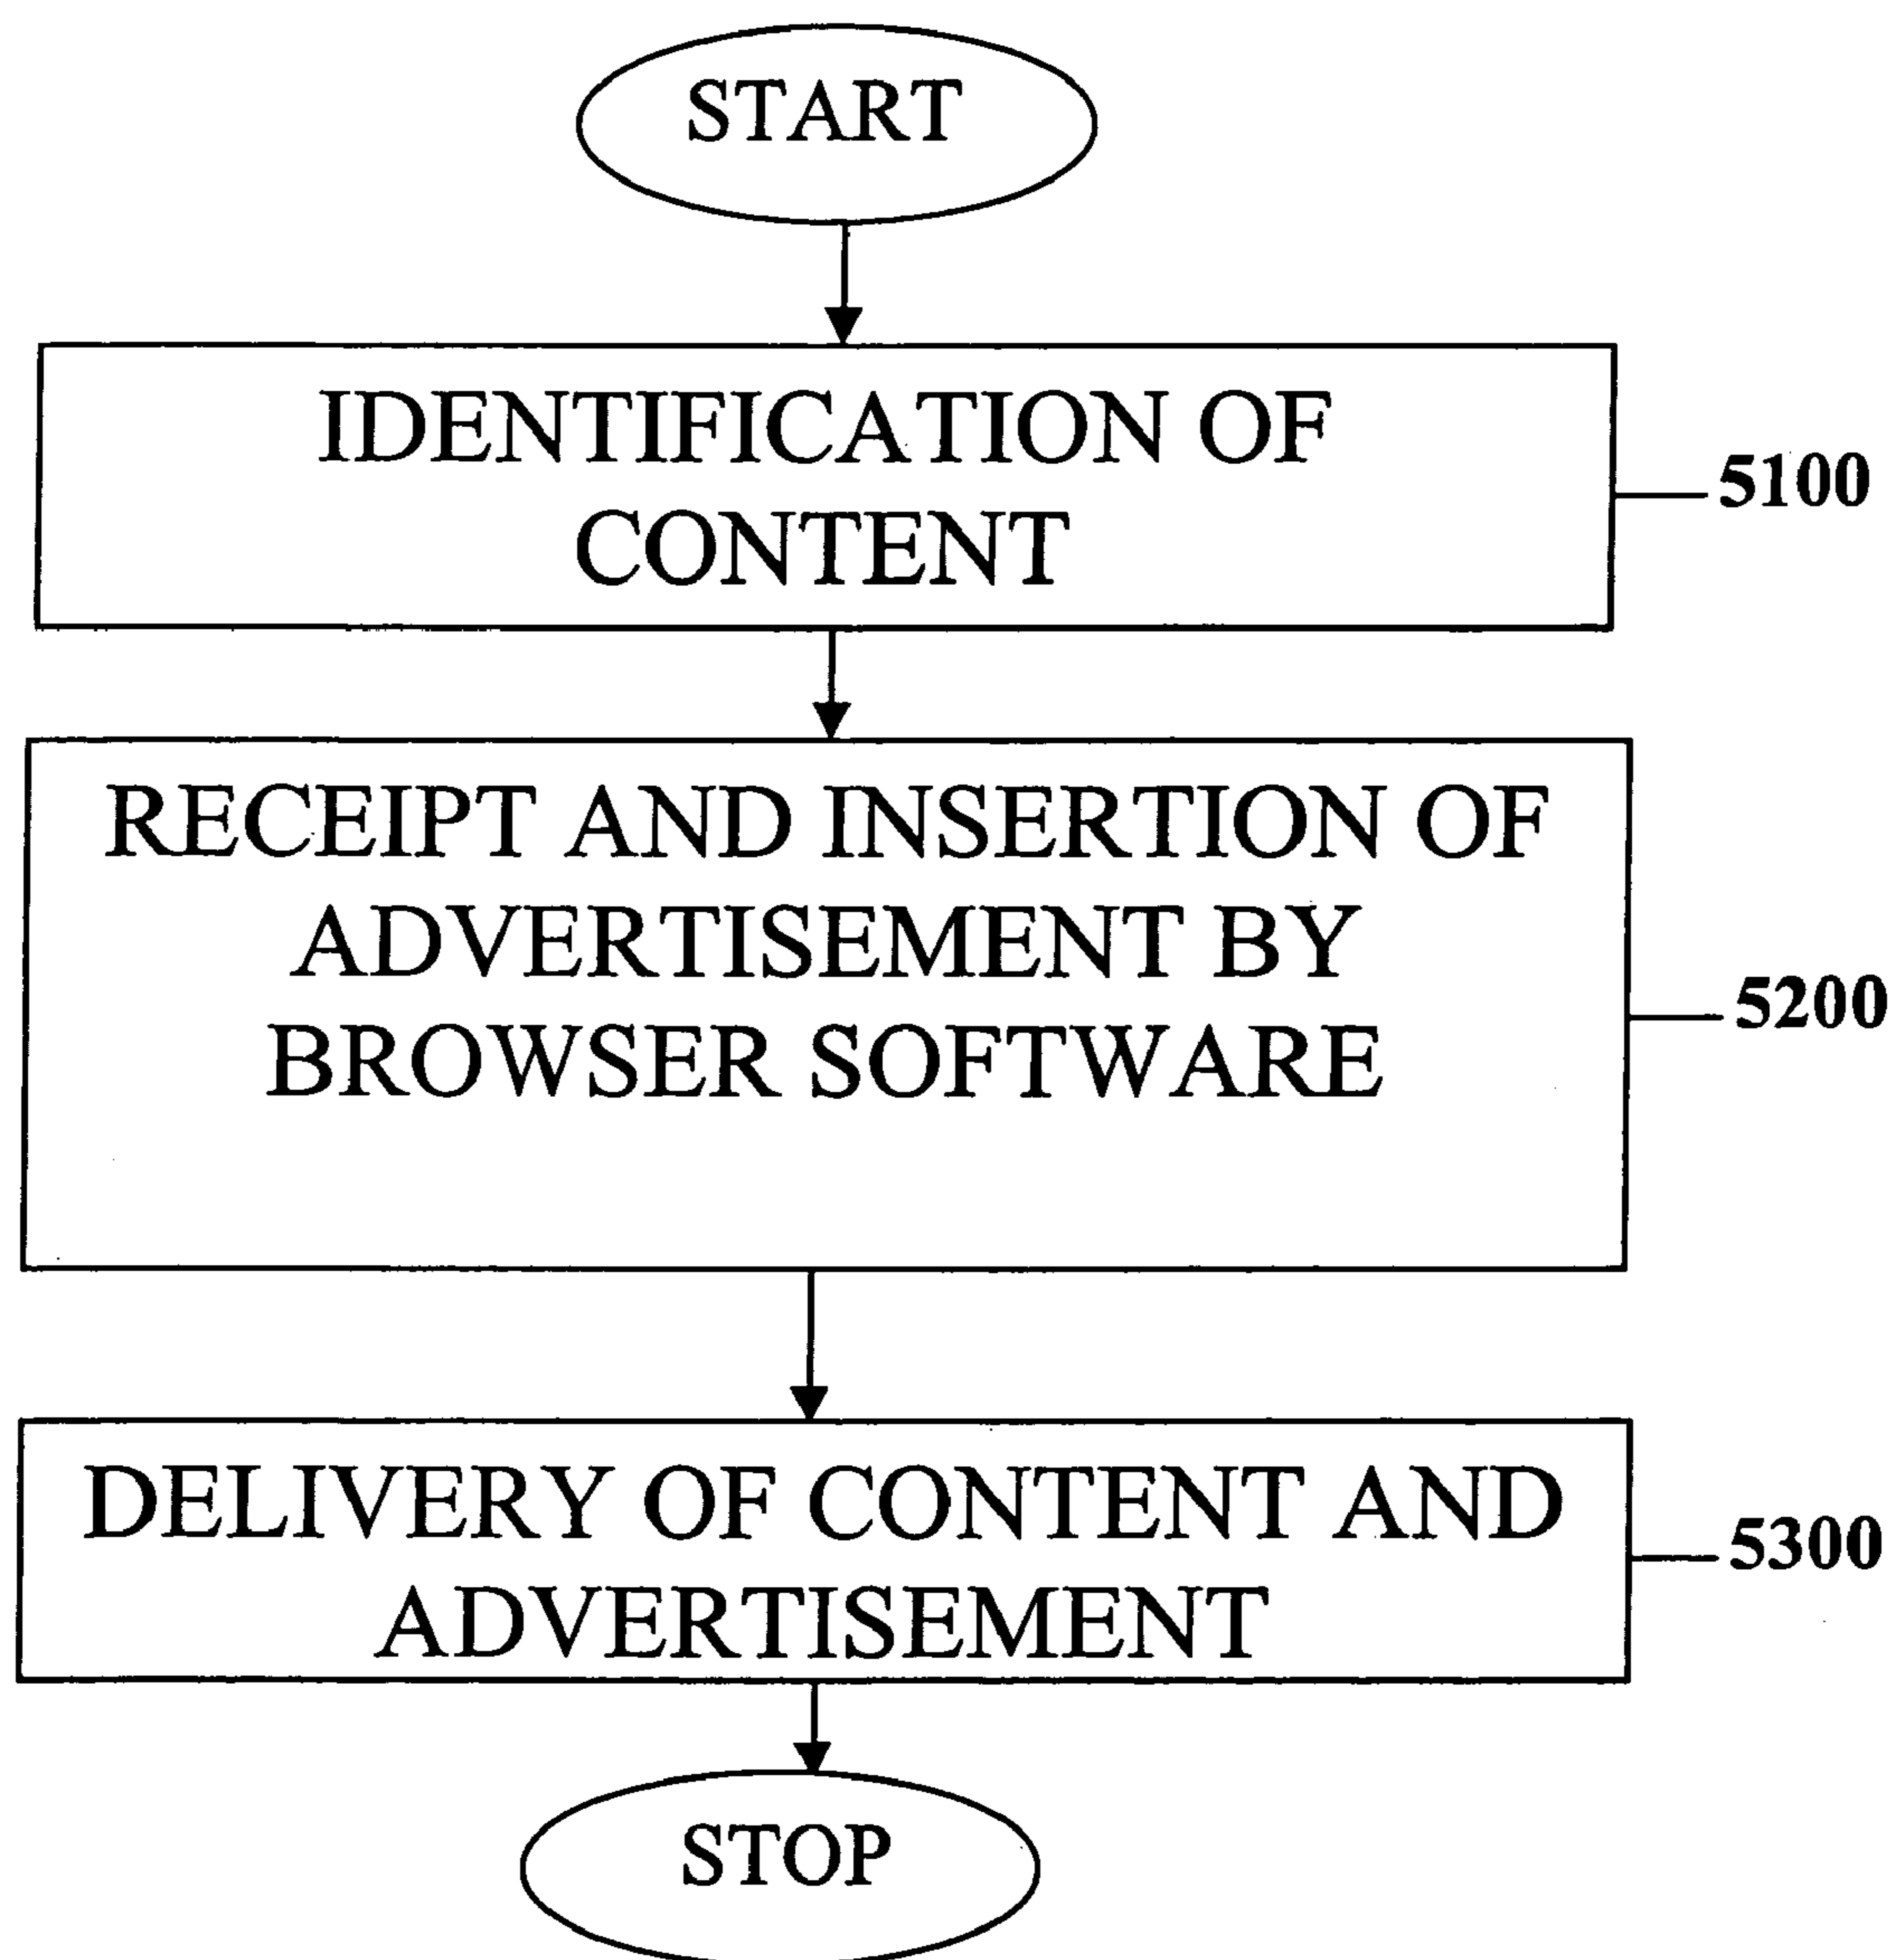 START
IDENTIFICATION OF
CONTENT
5100
RECEIPT AND INSERTION OF
ADVERTISEMENT BY
BROWSER SOFTWARE
5200
DELIVERY OF CONTENT AND
ADVERTISEMENT
5300
STOP